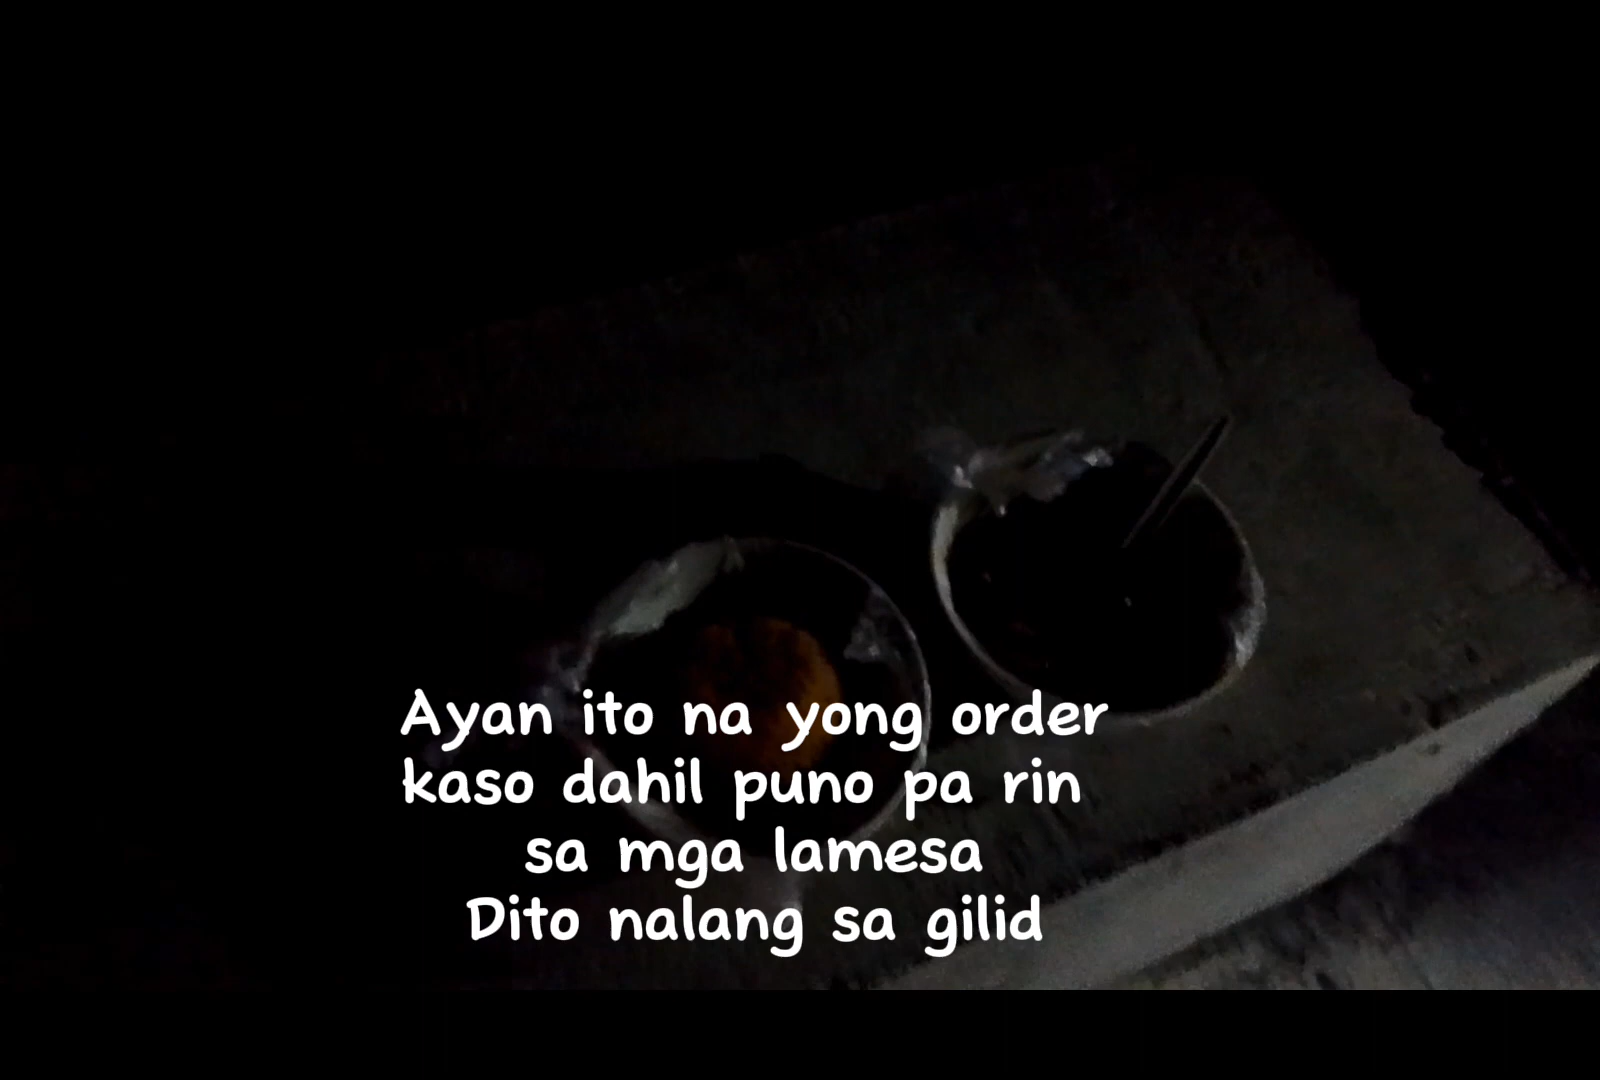 Ayan ito na yong order
kaso dahil puno pa rin
sa mga lamesa
Dito nalang sa gilid